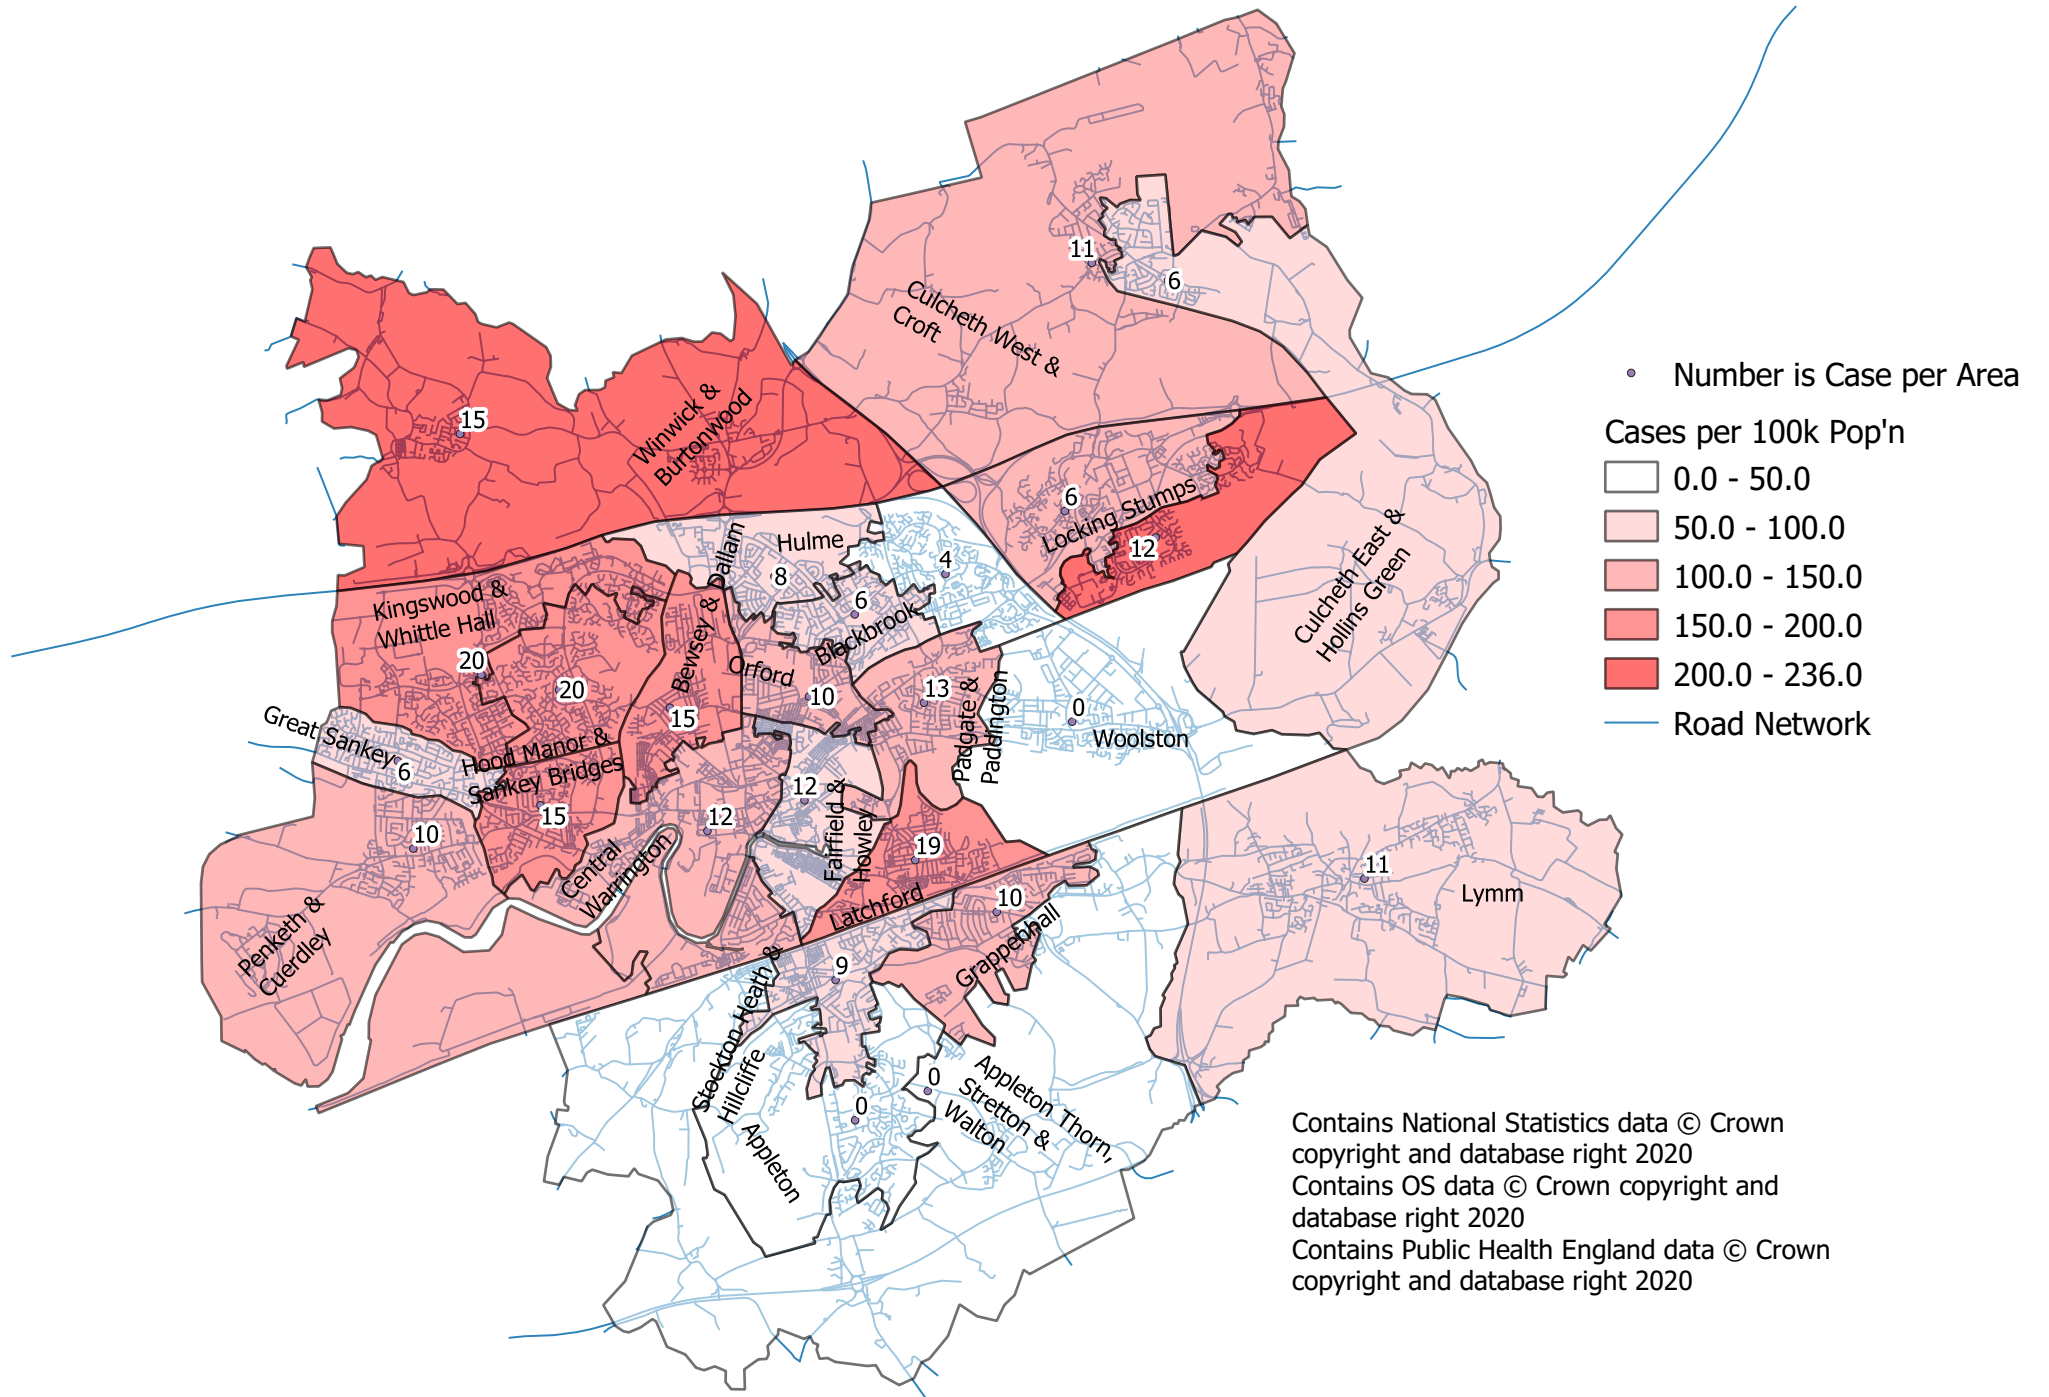 11
6
Culcheth West &
Croft
Number is Case per Area
Cases per 100k Pop'n
0.0 - 50.0
50.0 - 100.0
100.0 - 150.0
150.0 - 200.0
200.0 - 236.0
Road Network
15
Winwick &
Burtonwood
6
Locking Stumps
12
Culcheth East &
Hollins Green
Hulme
8
4
6
Blackbrook
Kingswood &
Whittle Hall
20
20
Bewsey & Dallam
15
Orford
10
13
Padgate &
Paddington
0
Woolston
Great Sankey
6
Hood Manor &
Sankey Bridges
15
10
Penketh &
Cuerdley
12
Central
Warrington
12
Fairfield &
Howley
19
Latchford
10
Grappenhall
11
Lymm
9
Stockton Heath &
Hillcliffe
0
Appleton
0
Appleton Thorn,
Stretton &
Walton
Contains National Statistics data © Crown
copyright and database right 2020
Contains OS data © Crown copyright and
database right 2020
Contains Public Health England data © Crown
copyright and database right 2020